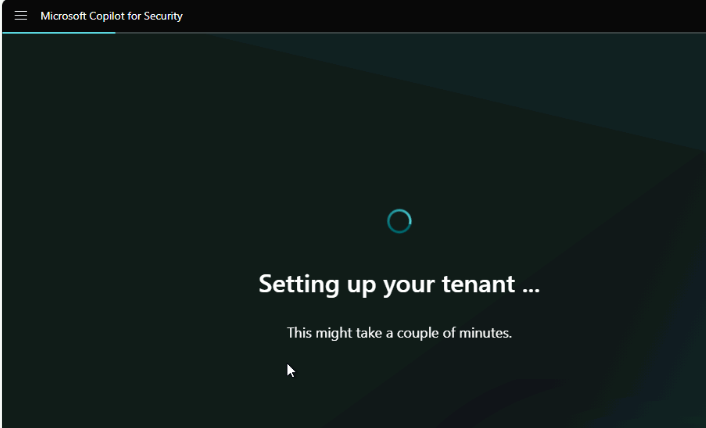 Microsoft Copilot for Security
Setting up your tenant ...
This might take a couple of minutes.